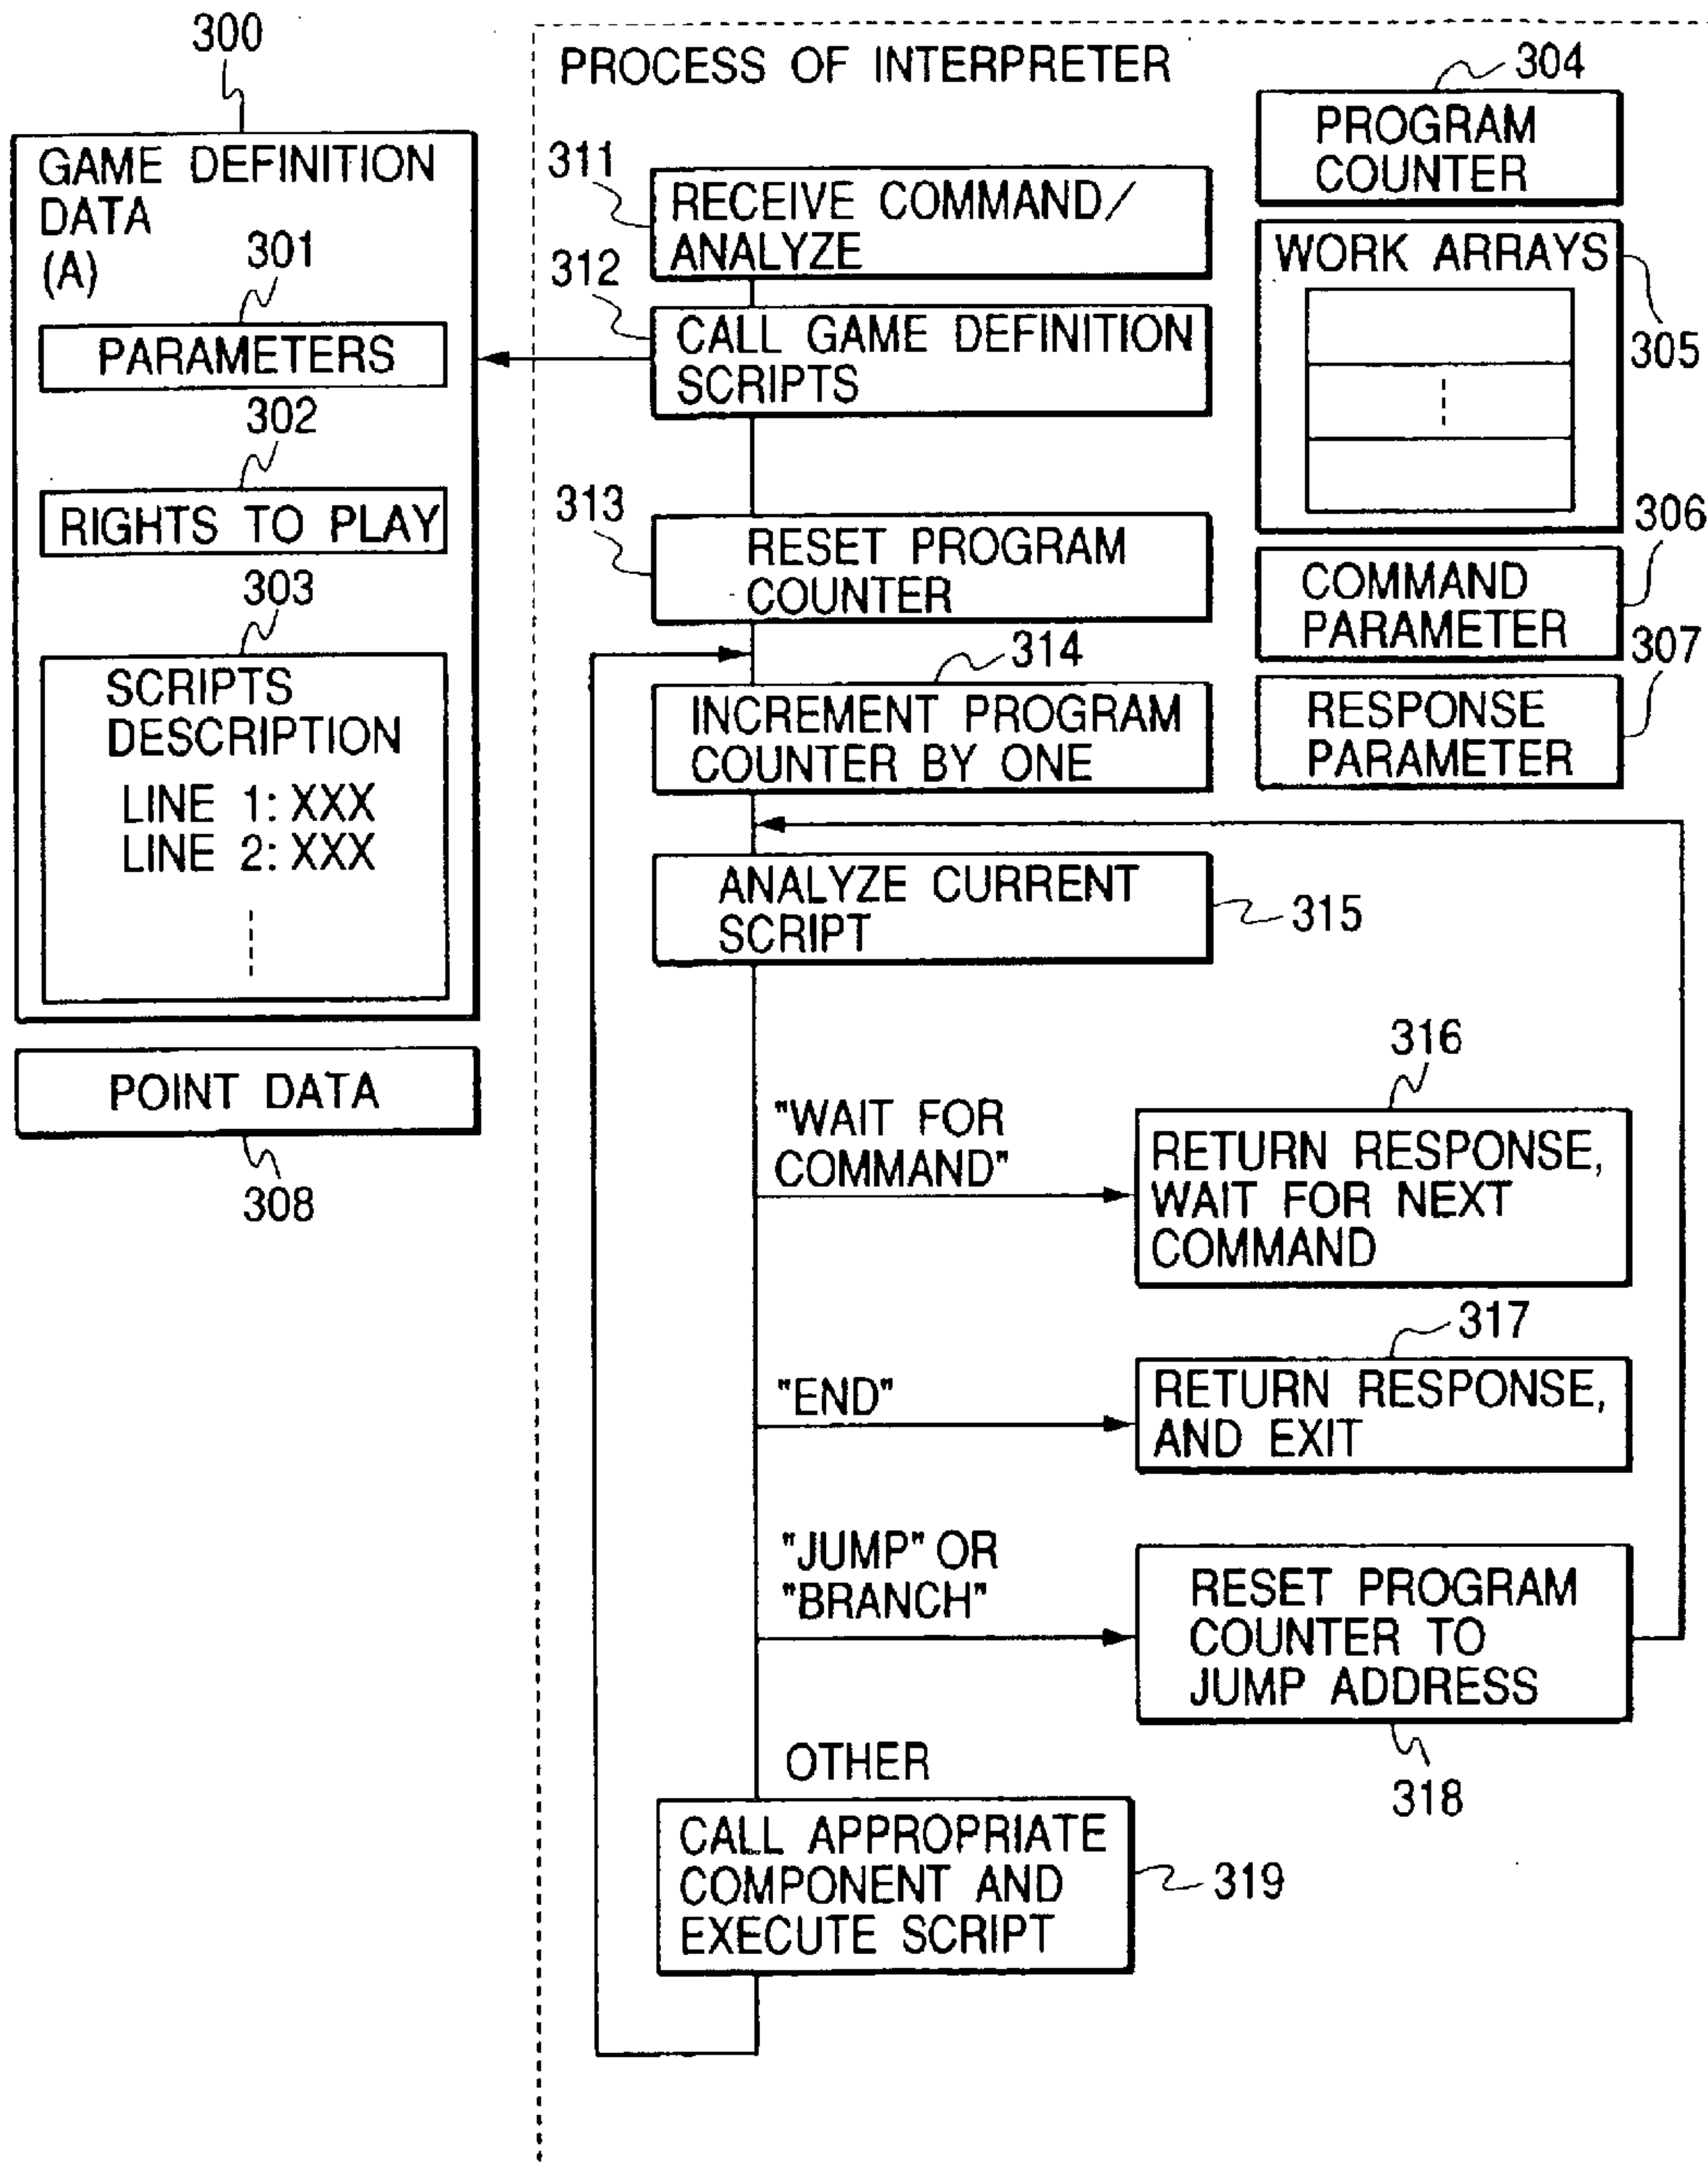 300
GAME DEFINITION
DATA
(A)
301
PARAMETERS
302
RIGHTS TO PLAY
303
SCRIPTS
DESCRIPTION
LINE 1: XXX
LINE 2: XXX
POINT DATA
308
PROCESS OF INTERPRETER
311
RECEIVE COMMAND/
ANALYZE
312
CALL GAME DEFINITION
SCRIPTS
313
RESET PROGRAM
COUNTER
314
INCREMENT PROGRAM
COUNTER BY ONE
ANALYZE CURRENT
SCRIPT
315
304
PROGRAM
COUNTER
WORK ARRAYS
305
306
COMMAND
PARAMETER
307
RESPONSE
PARAMETER
"WAIT FOR
COMMAND"
316
RETURN RESPONSE,
WAIT FOR NEXT
COMMAND
"END"
317
RETURN RESPONSE,
AND EXIT
"JUMP" OR
"BRANCH"
RESET PROGRAM
COUNTER TO
JUMP ADDRESS
318
OTHER
CALL APPROPRIATE
COMPONENT AND
EXECUTE SCRIPT
319